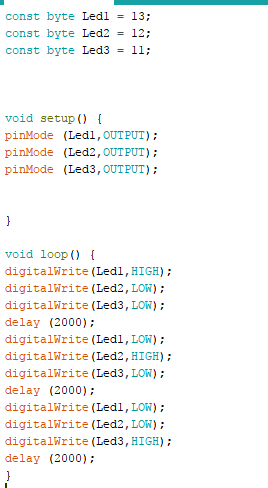 const byte Led1 = 13;
const byte Led2 = 12;
const byte Led3 = 11;
void setup() {
pinMode (Led1,OUTPUT);
pinMode (Led2,OUTPUT);
pinMode (Led3,OUTPUT);
}
void loop() {
digitalWrite(Led1,HIGH);
digitalWrite(Led2,LOW);
digitalWrite(Led3,LOW);
delay (2000);
digitalWrite(Led1,LOW);
digitalWrite(Led2,HIGH);
digitalWrite(Led3,LOW);
delay (2000);
digitalWrite(Led1,LOW);
digitalWrite(Led2,LOW);
digitalWrite(Led3,HIGH);
delay (2000);
}